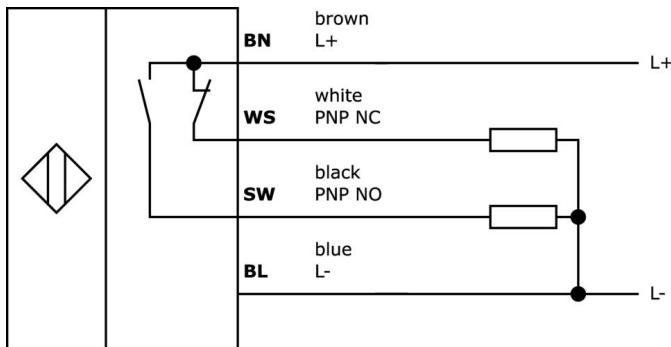 brown
BN L+
L+
white
WS PNP NC
black
SW PNP NO
blue
BL L-
L-